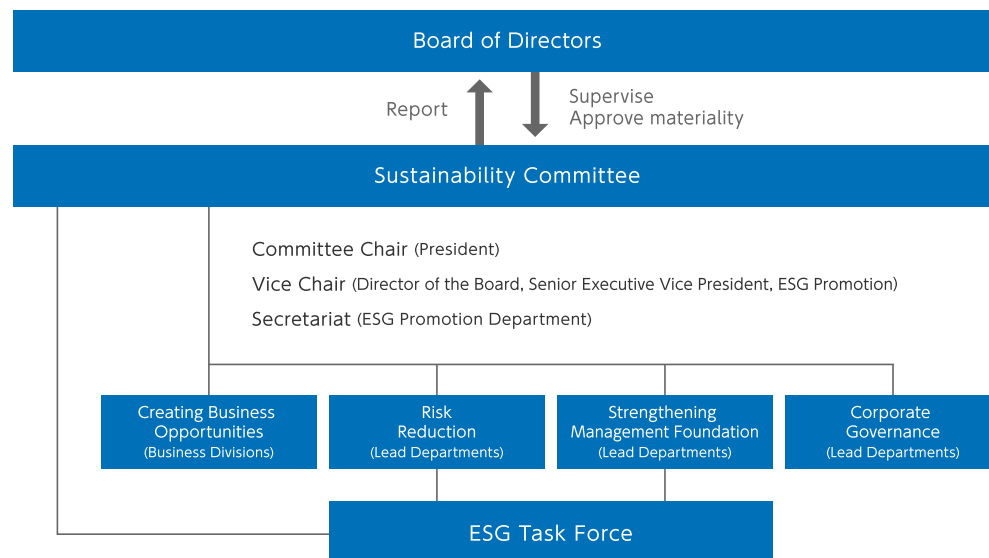 Board of Directors
Report
Supervise
Approve materiality
Sustainability Committee
Committee Chair (President)
Vice Chair (Director of the Board, Senior Executive Vice President, ESG Promotion)
Secretariat (ESG Promotion Department)
Creating Business
Opportunities
(Business Divisions)
Risk
Reduction
(Lead Departments)
Strengthening
Management Foundation
(Lead Departments)
Corporate
Governance
(Lead Departments)
ESG Task Force